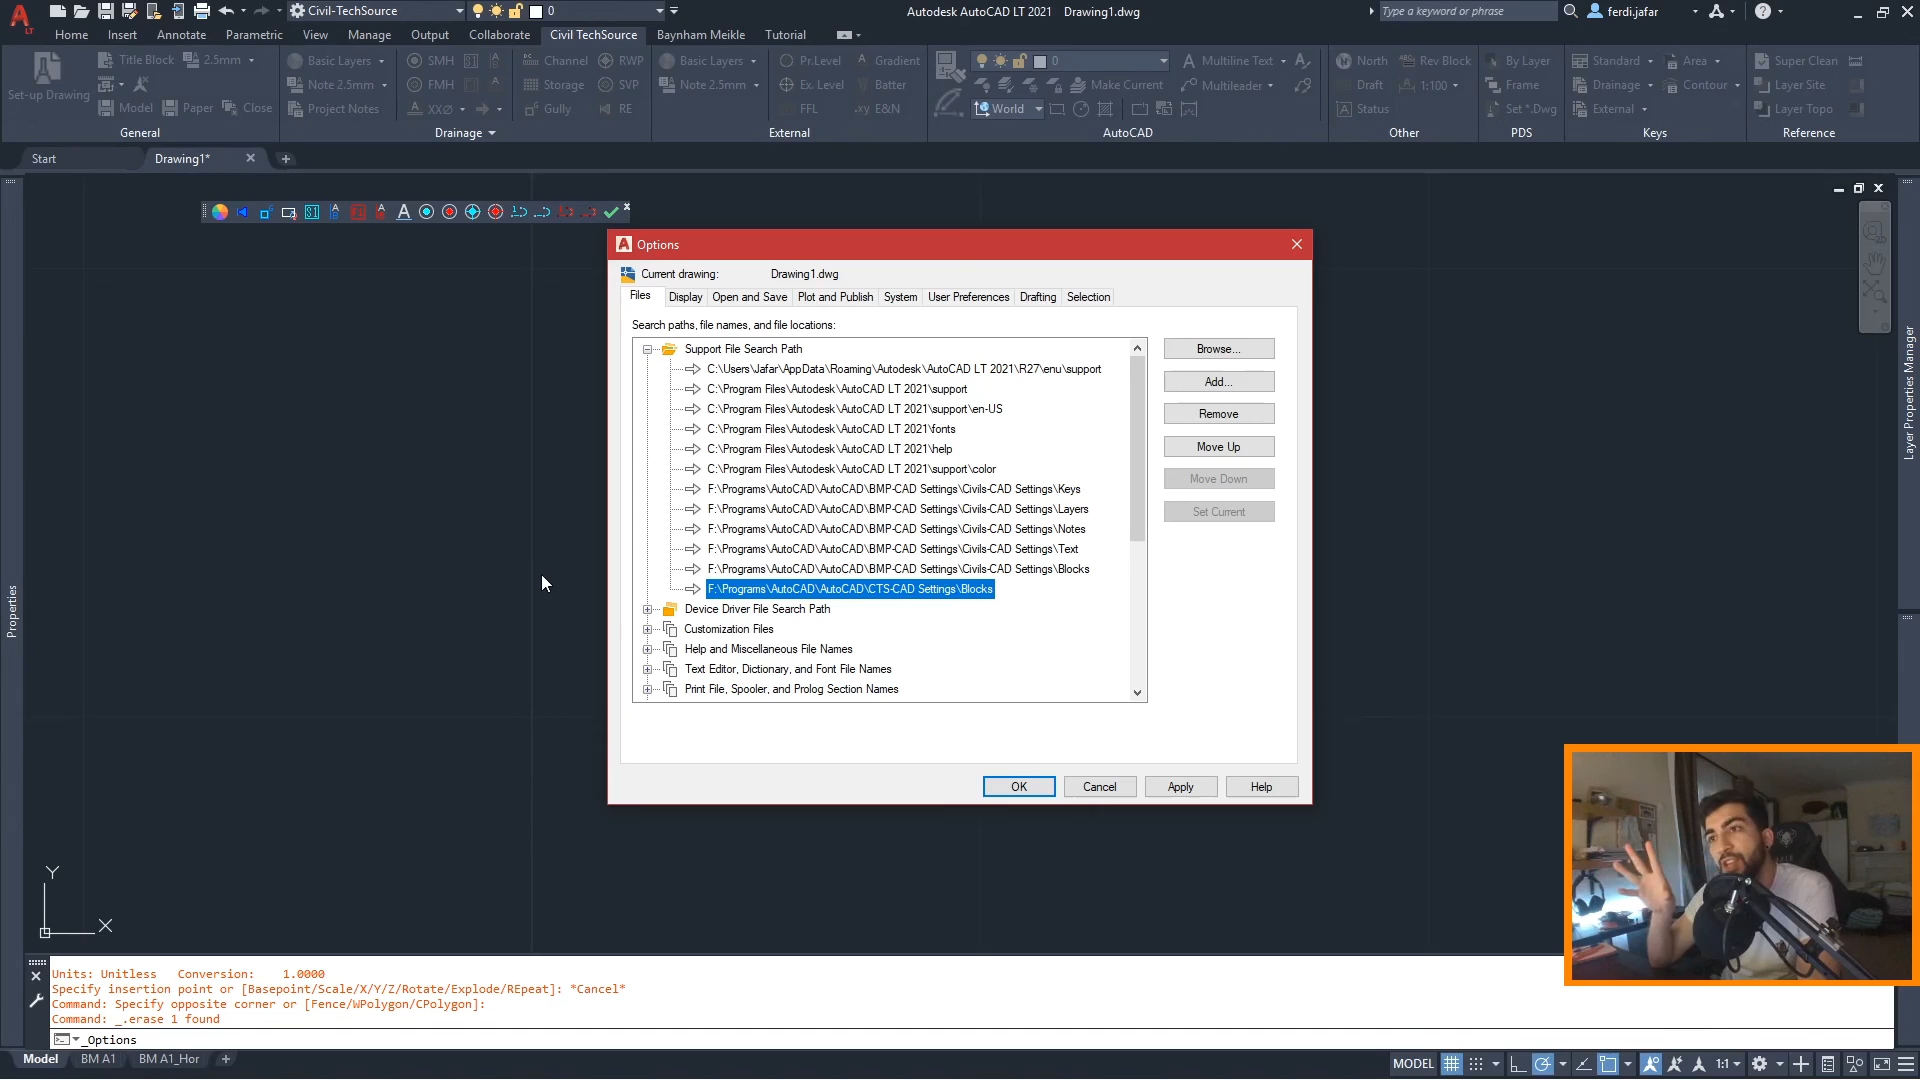 Civil-TechSource
0
Autodesk AutoCAD LT 2021 Drawing1.dwg
Type a keyword or phrase
ferdi.jafar
LT
Home Insert Annotate Parametric View Manage Output Collaborate Civil TechSource Baynham Meikle Tutorial
Title Block 2.5mm
Set-up Drawing
Model Paper Close
General
Basic Layers SMH Channel RWP
Note 2.5mm FMH Storage SVP
Project Notes XXØ Gully RE
Drainage
Basic Layers Pr.Level Gradient
Note 2.5mm Ex. Level Batter
FFL .xy E&N
External
0 Multiline Text
Make Current Multileader
World
AutoCAD
North Rev Block
Draft 1:100
Status
Other
By Layer
Frame
Set *.Dwg
PDS
Standard Area
Drainage Contour
External
Keys
Super Clean
Layer Site
Layer Topo
Reference
Start Drawing1*
Properties
Layer Properties Manager
Options
Current drawing: Drawing1.dwg
Files Display Open and Save Plot and Publish System User Preferences Drafting Selection
Search paths, file names, and file locations:
Support File Search Path
C:\Users\Jafar\AppData\Roaming\Autodesk\AutoCAD LT 2021\R27\enu\support
C:\Program Files\Autodesk\AutoCAD LT 2021\support
C:\Program Files\Autodesk\AutoCAD LT 2021\support\en-US
C:\Program Files\Autodesk\AutoCAD LT 2021\fonts
C:\Program Files\Autodesk\AutoCAD LT 2021\help
C:\Program Files\Autodesk\AutoCAD LT 2021\support\color
F:\Programs\AutoCAD\AutoCAD\BMP-CAD Settings\Civils-CAD Settings\Keys
F:\Programs\AutoCAD\AutoCAD\BMP-CAD Settings\Civils-CAD Settings\Layers
F:\Programs\AutoCAD\AutoCAD\BMP-CAD Settings\Civils-CAD Settings\Notes
F:\Programs\AutoCAD\AutoCAD\BMP-CAD Settings\Civils-CAD Settings\Text
F:\Programs\AutoCAD\AutoCAD\BMP-CAD Settings\Civils-CAD Settings\Blocks
F:\Programs\AutoCAD\AutoCAD\CTS-CAD Settings\Blocks
Device Driver File Search Path
Customization Files
Help and Miscellaneous File Names
Text Editor, Dictionary, and Font File Names
Print File, Spooler, and Prolog Section Names
Browse...
Add...
Remove
Move Up
Move Down
Set Current
OK Cancel Apply Help
Y
X
Units: Unitless Conversion: 1.0000
Specify insertion point or [Basepoint/Scale/X/Y/Z/Rotate/Explode/REpeat]: *Cancel*
Command: Specify opposite corner or [Fence/WPolygon/CPolygon]:
Command: _.erase 1 found
_Options
Model BM A1 BM A1_Hor
MODEL 1:1